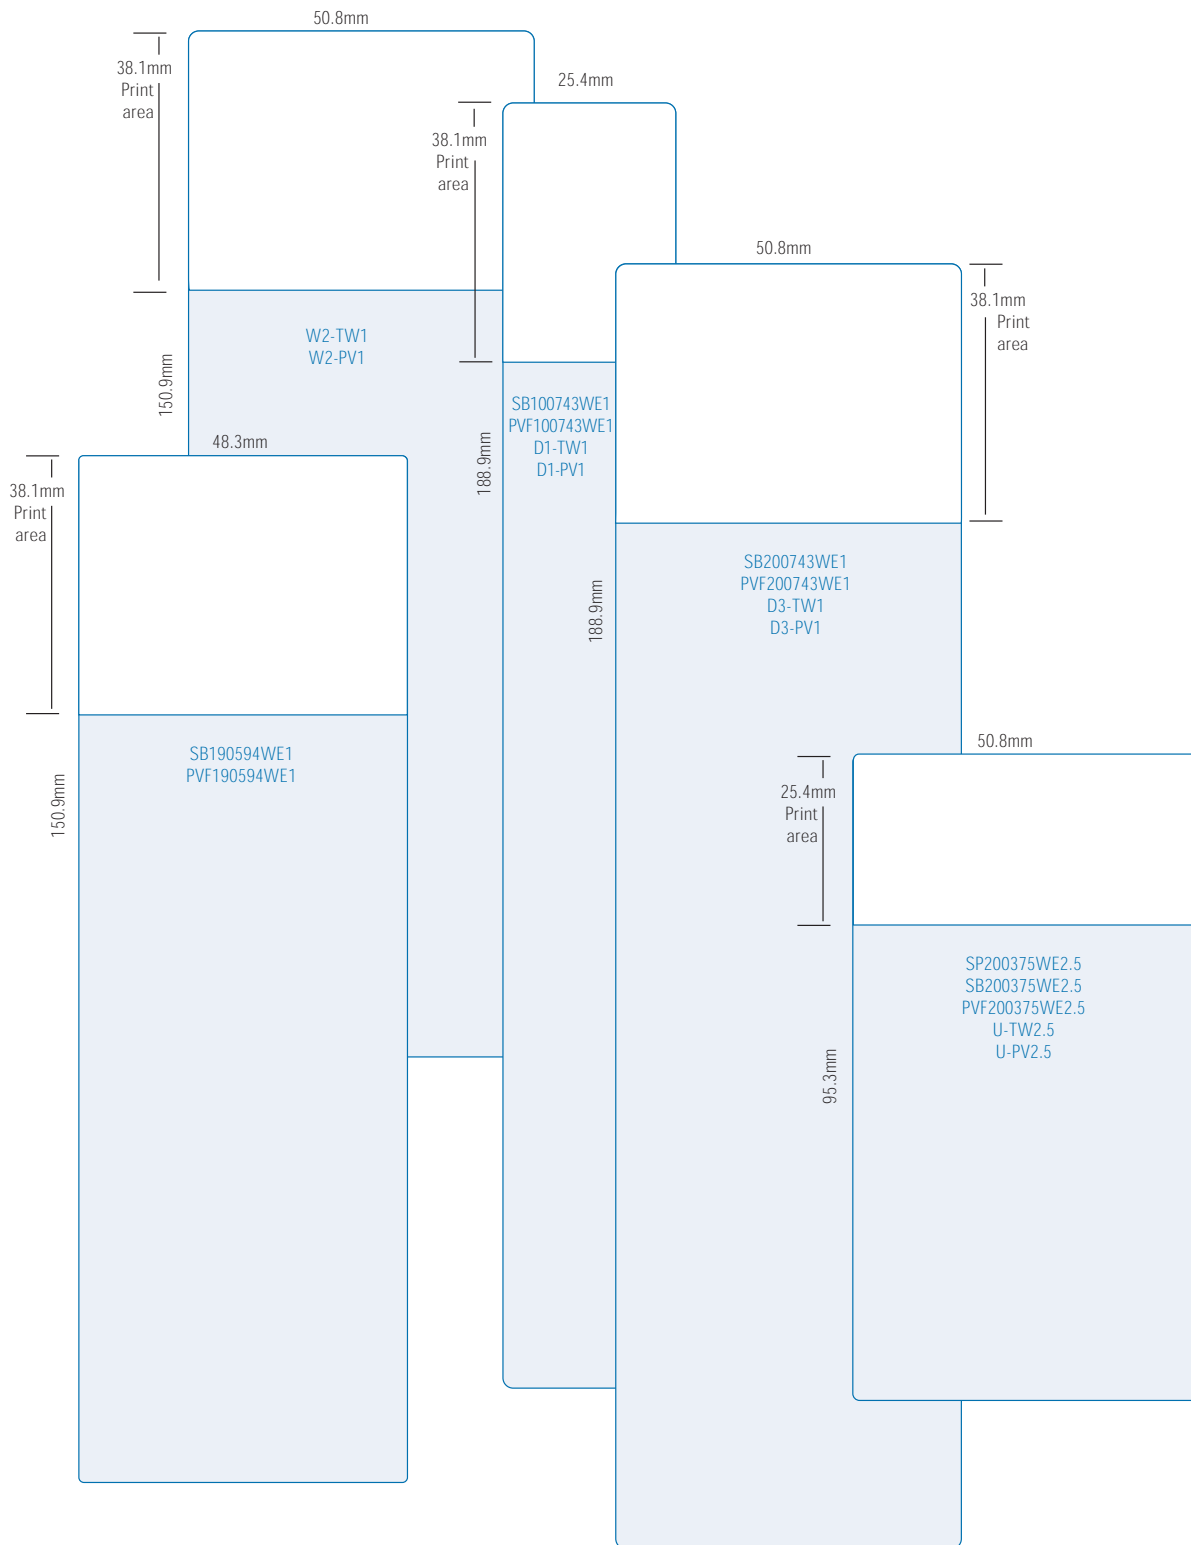 50.8mm
38.1mm
Print
area
W2-TW1
W2-PV1
150.9mm
25.4mm
38.1mm
Print
area
SB100743WE1
PVF100743WE1
D1-TW1
D1-PV1
188.9mm
50.8mm
38.1mm
Print
area
SB200743WE1
PVF200743WE1
D3-TW1
D3-PV1
188.9mm
48.3mm
38.1mm
Print
area
SB190594WE1
PVF190594WE1
150.9mm
50.8mm
25.4mm
Print
area
SP200375WE2.5
SB200375WE2.5
PVF200375WE2.5
U-TW2.5
U-PV2.5
95.3mm